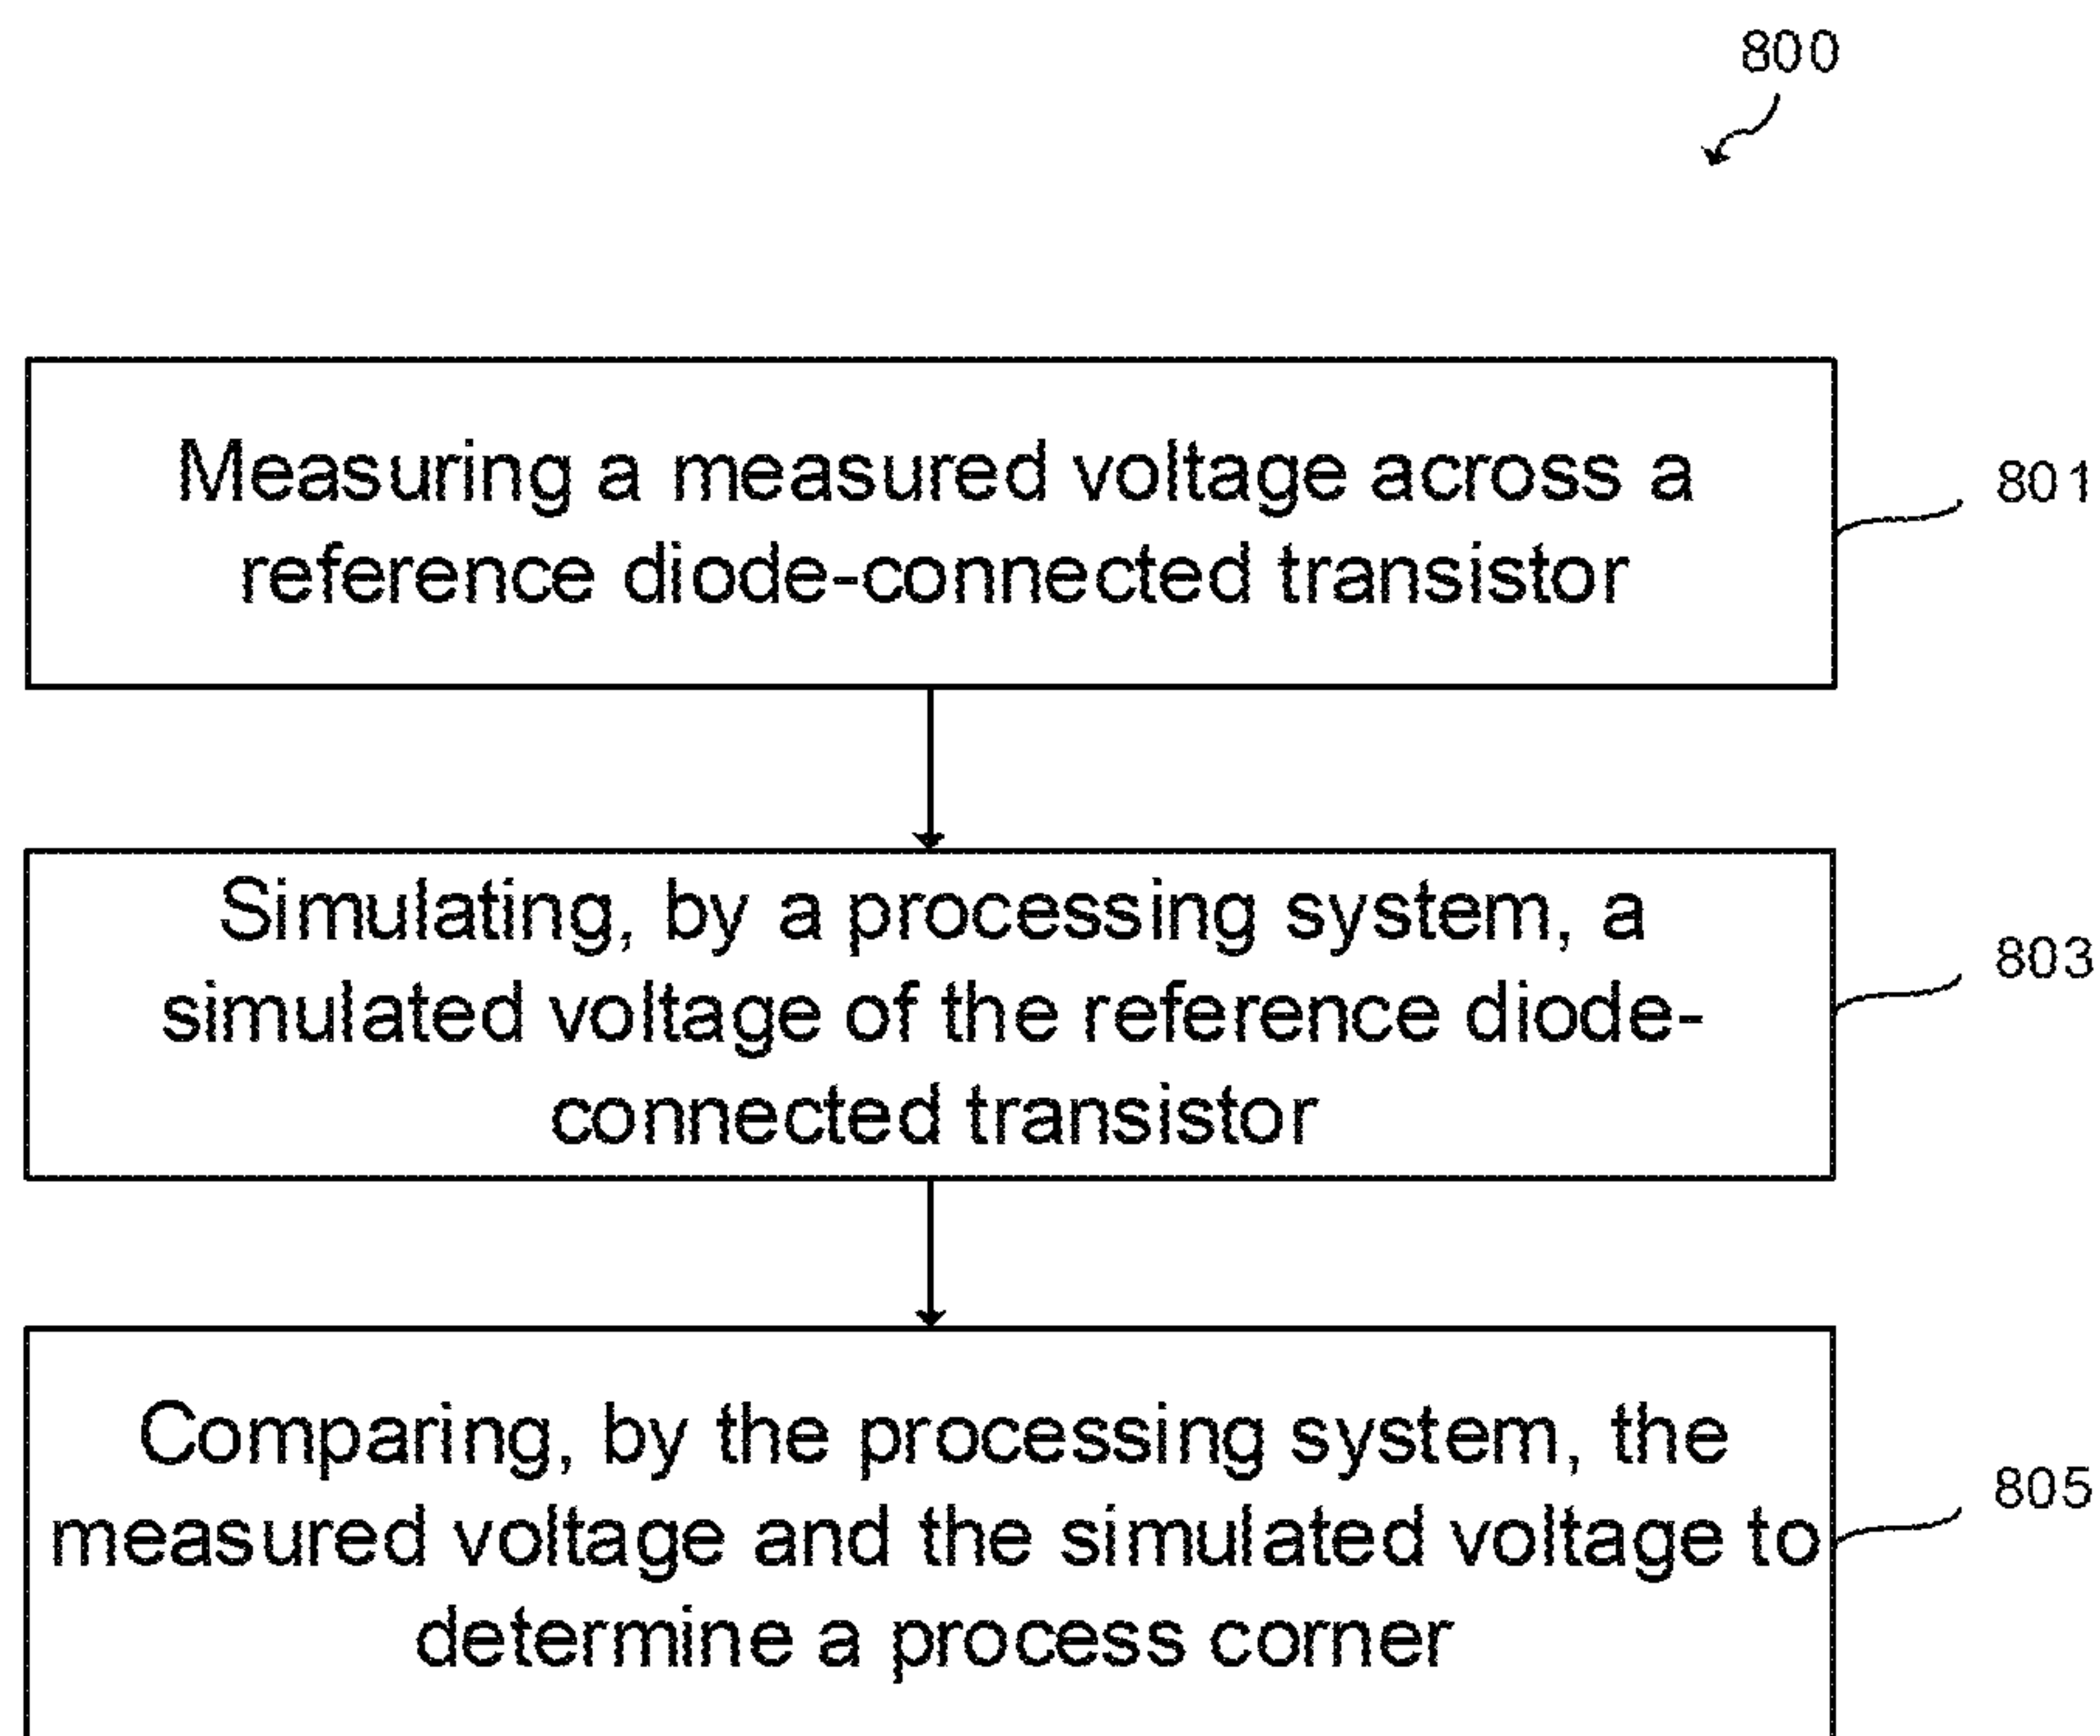 800
Measuring a measured voltage across a
reference diode-connected transistor
801
Simulating, by a processing system, a
simulated voltage of the reference diode-
connected transistor
803
Comparing, by the processing system, the
measured voltage and the simulated voltage to
determine a process corner
805